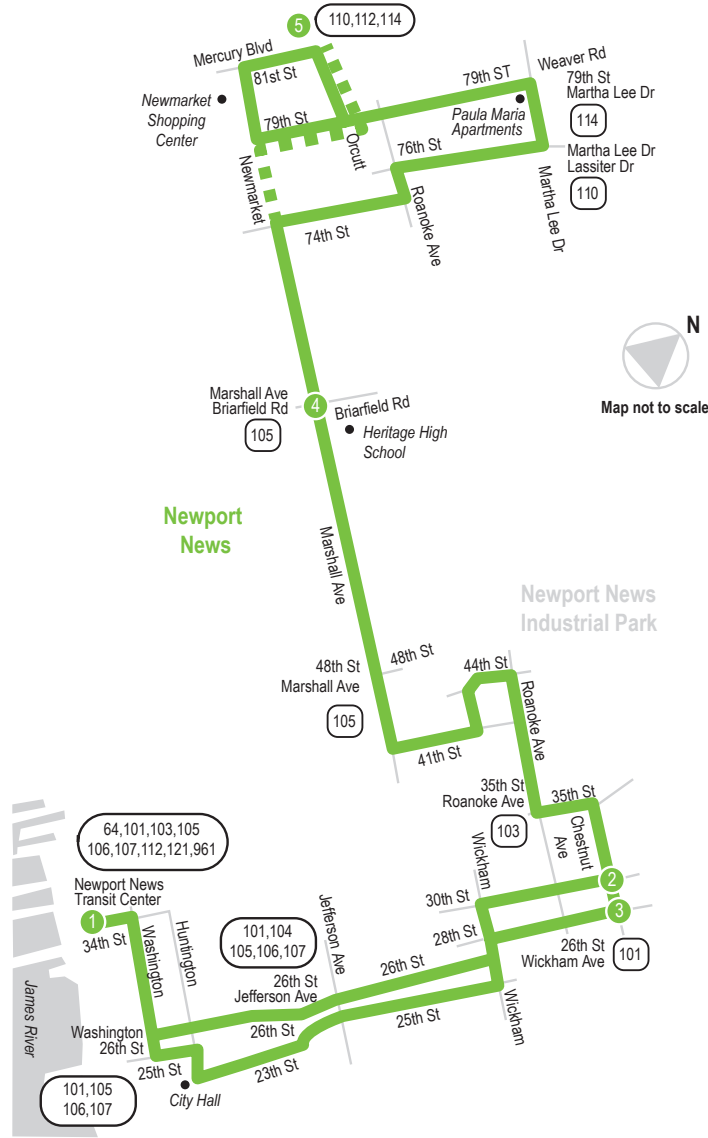 5
110,112,114
Mercury Blvd
81st St
Newmarket
Shopping
Center
79th St
Orcutt
79th ST
Weaver Rd
79th St
Martha Lee Dr
114
Paula Maria
Apartments
76th St
Martha Lee Dr
Lassiter Dr
110
Newmarket
Roanoke Ave
Martha Lee Dr
74th St
N
Map not to scale
Marshall Ave
Briarfield Rd
4
Briarfield Rd
105
Heritage High
School
Newport
News
Marshall Ave
Newport News
Industrial Park
48th St
48th St
Marshall Ave
44th St
105
Roanoke Ave
41th St
35th St
Roanoke Ave
35th St
103
Chestnut
Ave
64,101,103,105
106,107,112,121,961
Wickham
2
Newport News
Transit Center
1
30th St
3
34th St
Washington
Huntington
101,104
105,106,107
Jefferson Ave
28th St
26th St
Wickham Ave
101
26th St
Jefferson Ave
26th St
James River
Wickham
25th St
Washington
26th St
26th St
25th St
23th St
101,105
106,107
City Hall